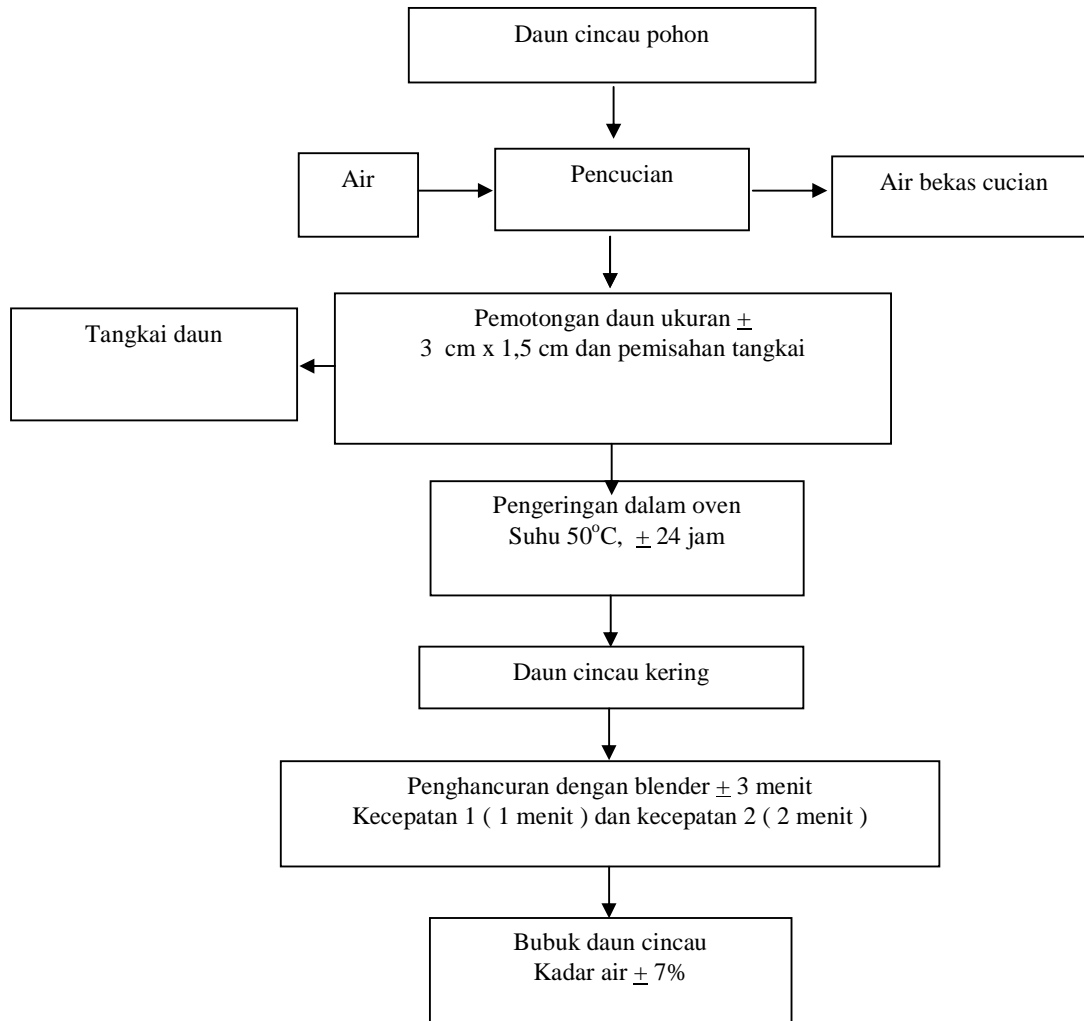 Daun cincau pohon
Air
Pencucian
Air bekas cucian
Tangkai daun
Pemotongan daun ukuran ±
3 cm x 1,5 cm dan pemisahan tangkai
Pengeringan dalam oven
Suhu 50°C, ± 24 jam
Daun cincau kering
Penghancuran dengan blender ± 3 menit
Kecepatan 1 ( 1 menit ) dan kecepatan 2 ( 2 menit )
Bubuk daun cincau
Kadar air ± 7%